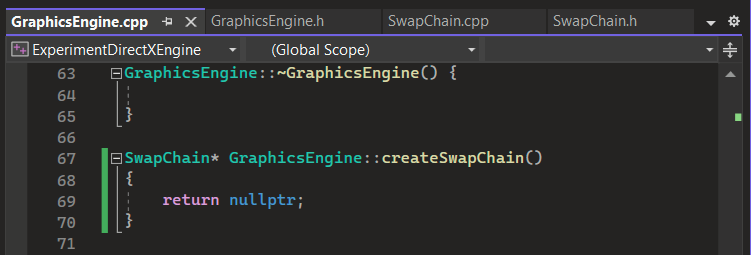 GraphicsEngine.cpp GraphicsEngine.h SwapChain.cpp SwapChain.h
ExperimentDirectXEngine (Global Scope)
63 GraphicsEngine::~GraphicsEngine() {
64
65 }
66
67 SwapChain* GraphicsEngine::createSwapChain()
68 {
69 return nullptr;
70 }
71